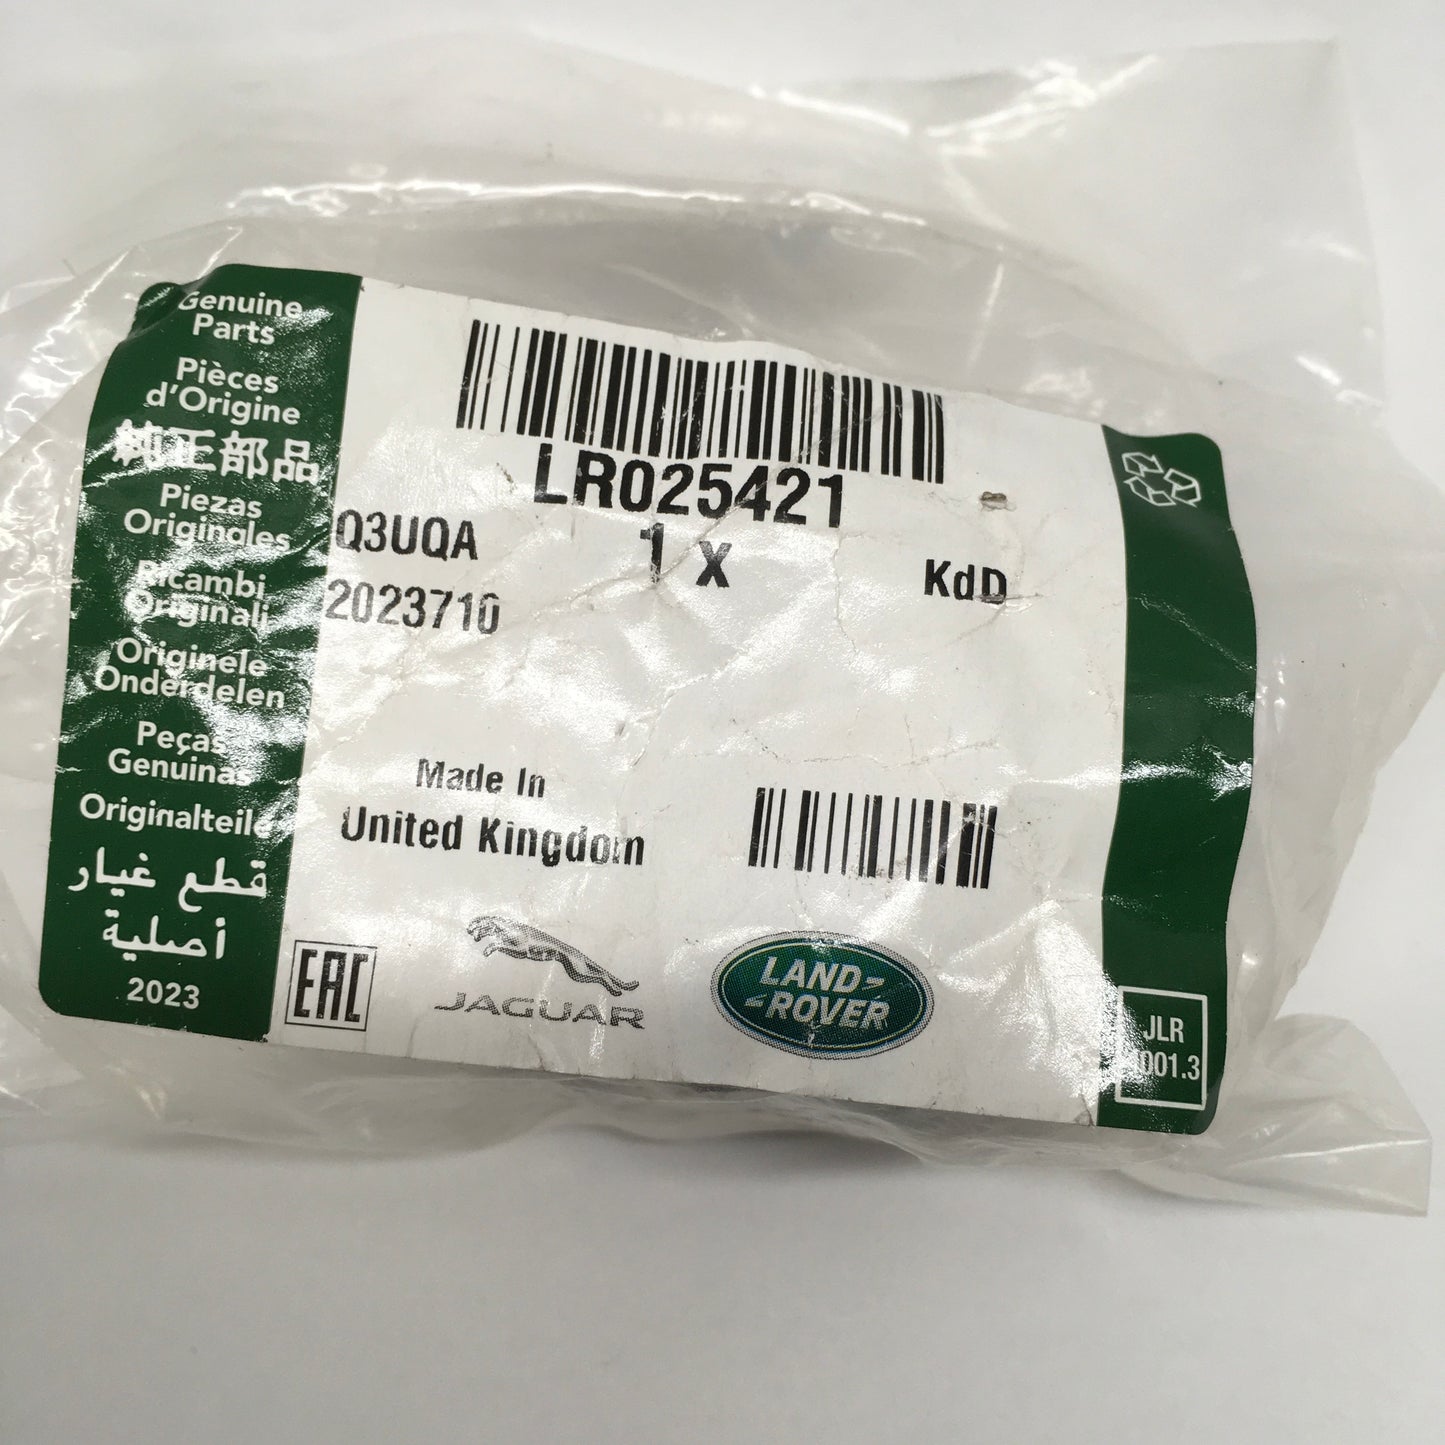 Genuine
Parts
Pièces
d'Origine
純正部品
Piezas
Originales
Ricambi
Originali
Originele
Onderdelen
Peças
Genuinas
Originalteile
قطع غيار
أصلية
2023
LR025421
Q3UQA
1 x
KdD
2023710
Made In
United Kingdom
EAC
JAGUAR
LAND-
-ROVER
JLR